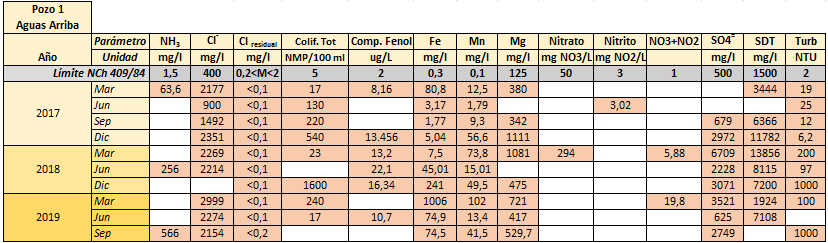 Pozo 1
Aguas Arriba
Parámetro NH3 Cl- Cl residual Colif. Tot Comp. Fenol Fe Mn Mg Nitrato Nitrito NO3+NO2 SO4= SDT Turb
Año Unidad mg/l mg/l mg/l NMP/100 ml ug/L mg/l mg/l mg/l mg NO3/L mg NO2/L mg/l mg/l NTU
Límite NCh 409/84 1,5 400 0,2<M<2 5 2 0,3 0,1 125 50 3 1 500 1500 2
2017 Mar 63,6 2177 <0,1 17 8,16 80,8 12,5 380 3444 19
Jun 900 <0,1 130 3,17 1,79 3,02 25
Sep 1492 <0,1 220 1,77 9,3 342 679 6366 12
Dic 2351 <0,1 540 13.456 5,04 56,6 1111 2972 11782 6,2
2018 Mar 2269 <0,1 23 13,2 7,5 73,8 1081 294 5,88 6709 13856 200
Jun 256 2214 <0,1 22,1 45,01 15,01 2228 8115 97
Dic <0,1 1600 16,34 241 49,5 475 3071 7200 1000
2019 Mar 2999 <0,1 240 1006 102 721 19,8 3521 1924 100
Jun 2274 <0,1 17 10,7 74,9 13,4 417 625 7108
Sep 566 2154 <0,2 74,5 41,5 529,7 2749 1000